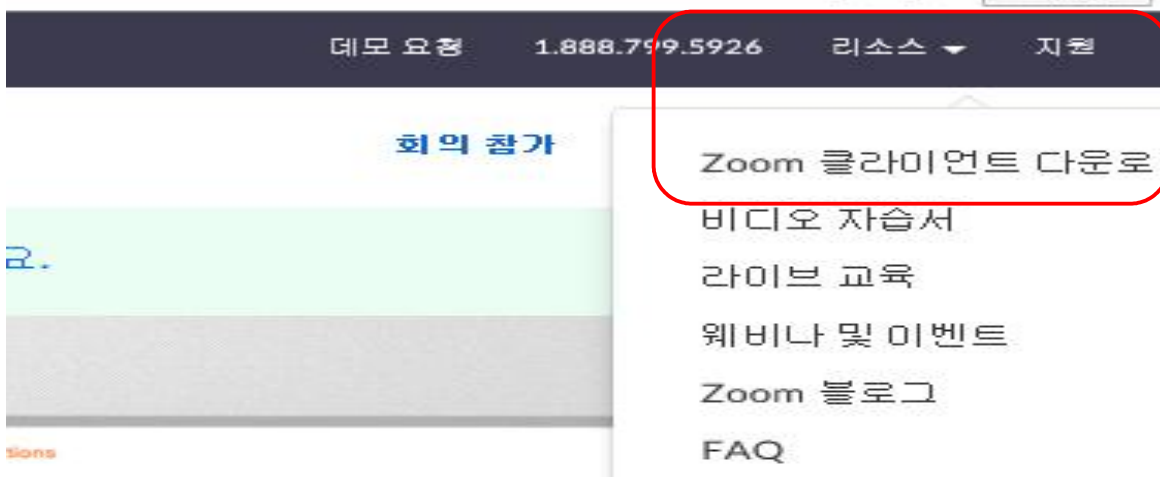 데모 요청 1.888.799.5926 리소스 지원
회의 참가
Zoom 클라이언트 다운로
비디오 자습서
요.
라이브 교육
웨비나 및 이벤트
Zoom 블로그
tions
FAQ